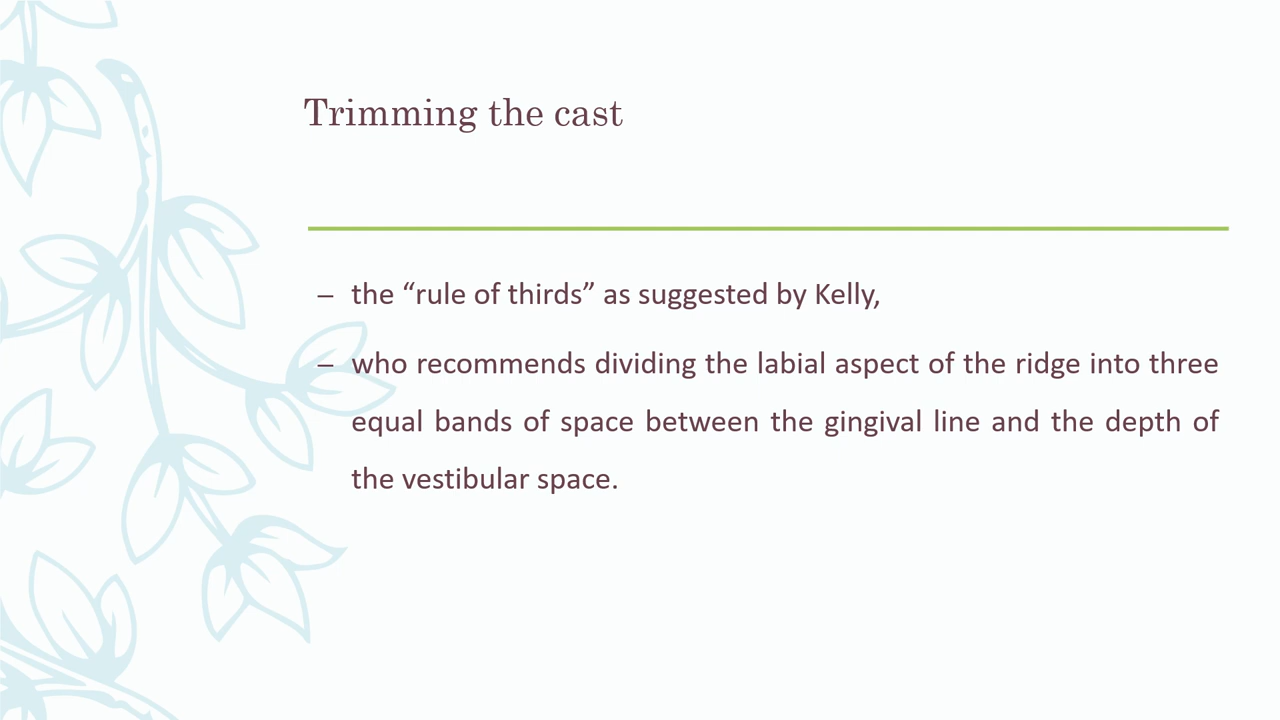 Trimming the cast
– the “rule of thirds” as suggested by Kelly,
– who recommends dividing the labial aspect of the ridge into three
equal bands of space between the gingival line and the depth of
the vestibular space.